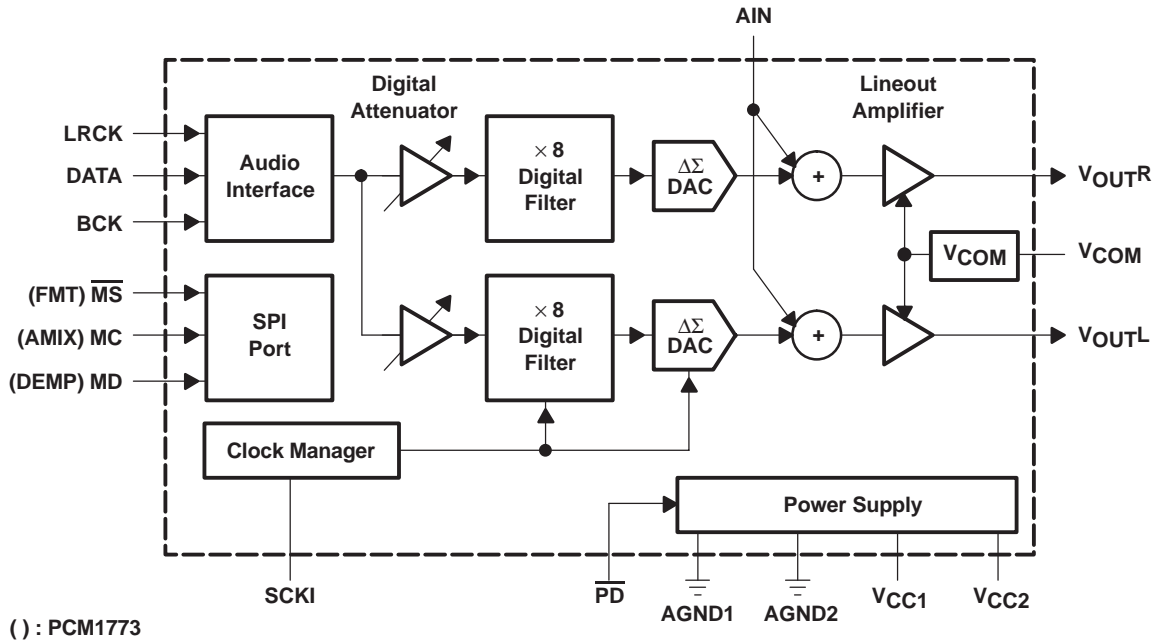 AIN
Digital
Attenuator
Lineout
Amplifier
LRCK
DATA
BCK
Audio
Interface
× 8
Digital
Filter
ΔΣ
DAC
+
VOUTR
VCOM
VCOM
(FMT) M̅S̅
(AMIX) MC
(DEMP) MD
SPI
Port
× 8
Digital
Filter
ΔΣ
DAC
+
VOUTL
Clock Manager
Power Supply
SCKI
P̅D̅
AGND1
AGND2
VCC1
VCC2
( ) : PCM1773